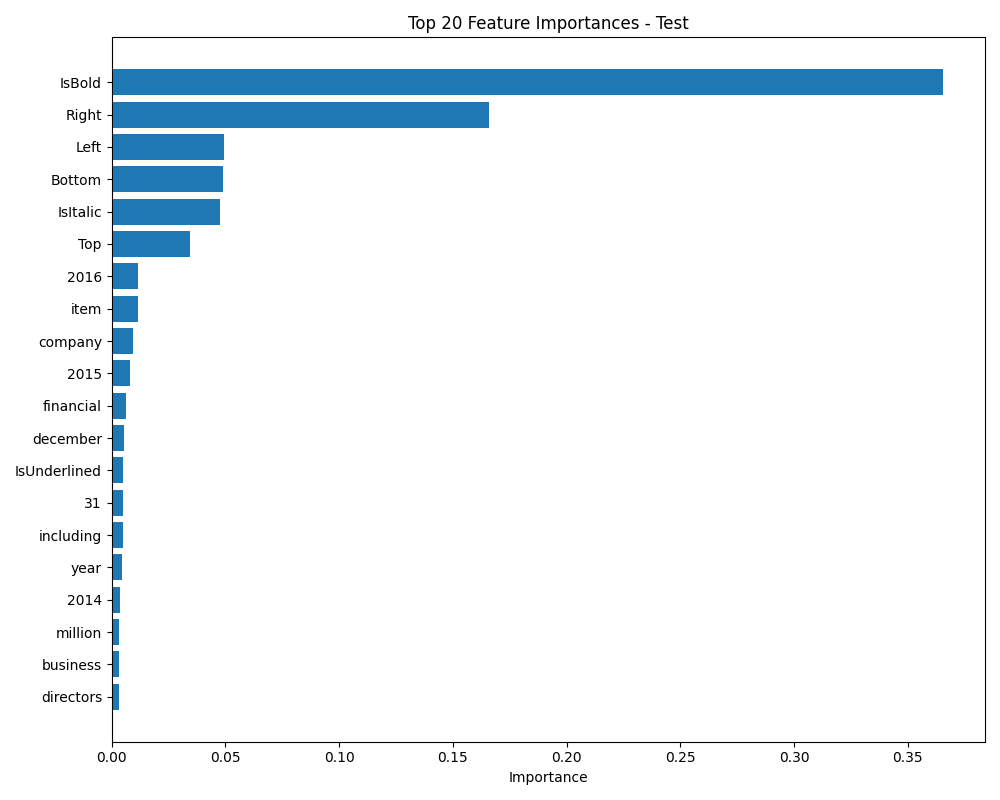 Top 20 Feature Importances - Test
IsBold
Right
Left
Bottom
IsItalic
Top
2016
item
company
2015
financial
december
IsUnderlined
31
including
year
2014
million
business
directors
0.00 0.05 0.10 0.15 0.20 0.25 0.30 0.35
Importance